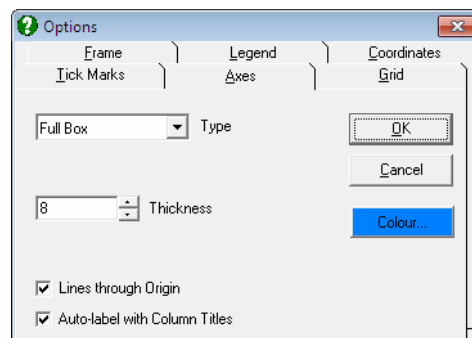 Options
Frame Legend Coordinates
Tick Marks Axes Grid
Full Box Type OK
Cancel
8 Thickness Colour...
Lines through Origin
Auto-label with Column Titles